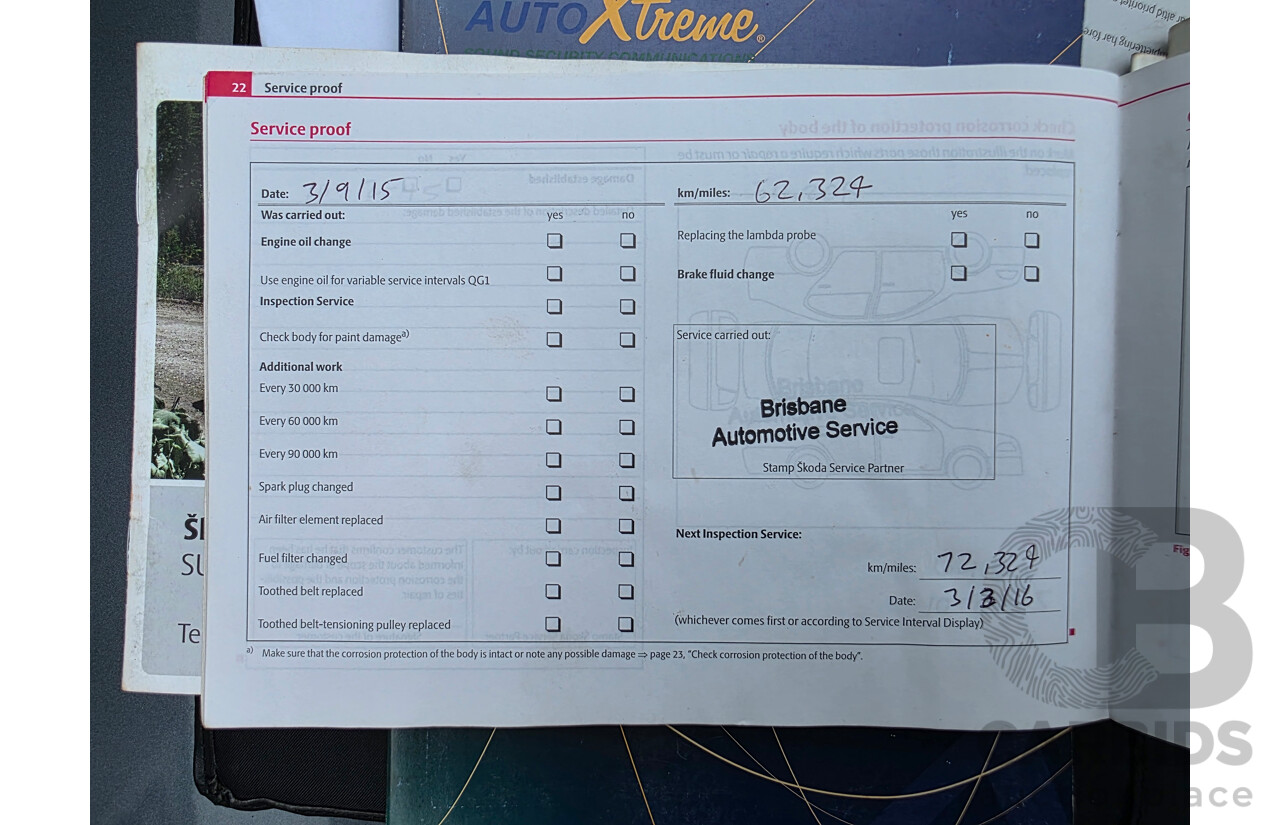 AUTOXTreme®
SOUND SECURITY COMMUNICATIONS
22 Service proof
Service proof
Date: 3/9/15
km/miles: 62,324
Was carried out: yes no
Engine oil change
Use engine oil for variable service intervals QG1
Inspection Service
Check body for paint damage a)
Additional work
Every 30 000 km
Every 60 000 km
Every 90 000 km
Spark plug changed
Air filter element replaced
Fuel filter changed
Toothed belt replaced
Toothed belt-tensioning pulley replaced
yes no
Replacing the lambda probe
Brake fluid change
Service carried out:
Brisbane
Automotive Service
Stamp Škoda Service Partner
Next Inspection Service:
km/miles: 72,324
Date: 3/3/16
(whichever comes first or according to Service Interval Display)
a) Make sure that the corrosion protection of the body is intact or note any possible damage ⇒ page 23, "Check corrosion protection of the body".
Fig
CARBIDS